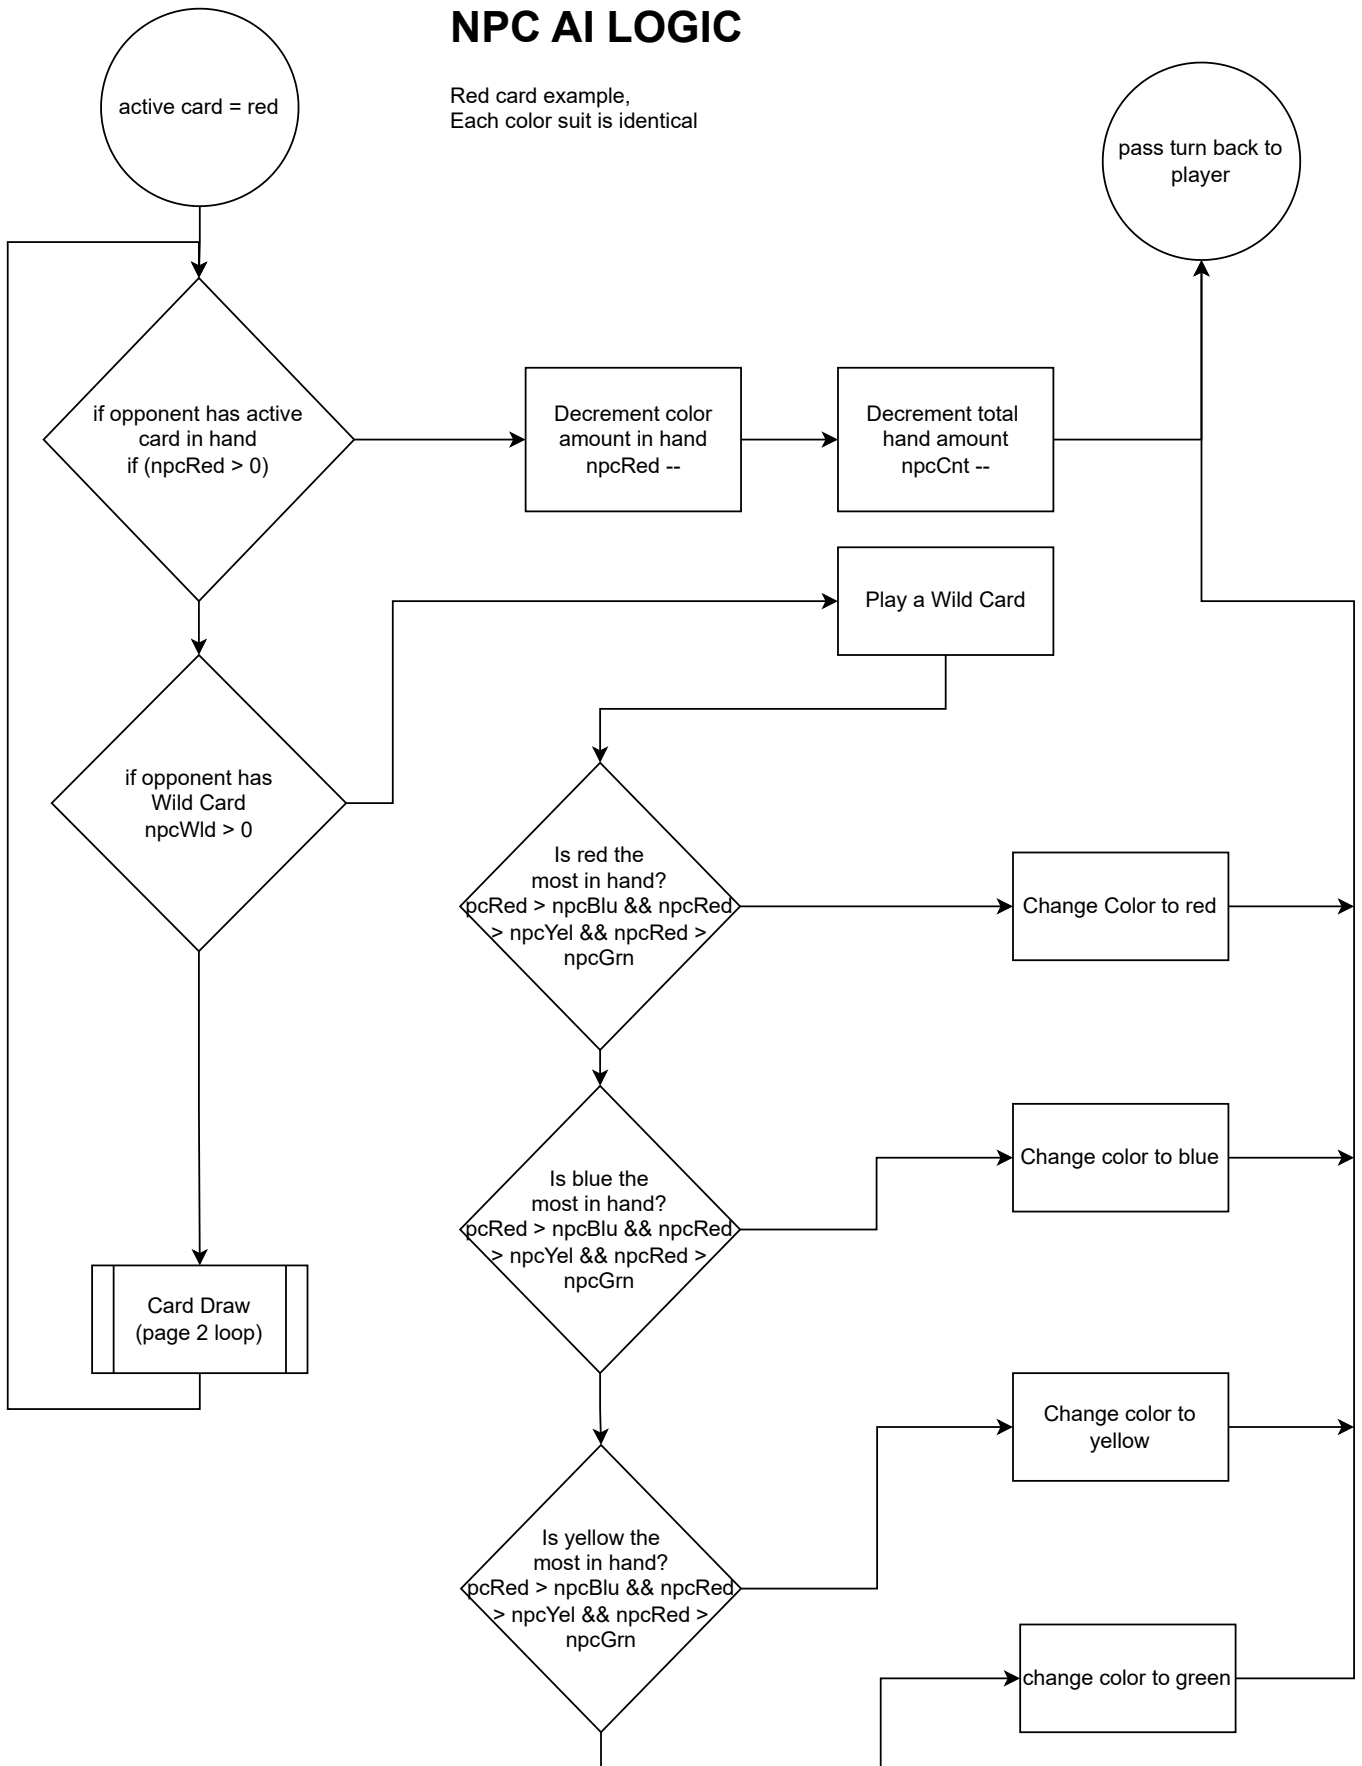 NPC AI LOGIC
Red card example,
Each color suit is identical
active card = red
pass turn back to
player
if opponent has active
card in hand
if (npcRed > 0)
Decrement color
amount in hand
npcRed --
Decrement total
hand amount
npcCnt --
Play a Wild Card
if opponent has
Wild Card
npcWld > 0
Is red the
most in hand?
pcRed > npcBlu && npcRed
> npcYel && npcRed >
npcGrn
Change Color to red
Is blue the
most in hand?
pcRed > npcBlu && npcRed
> npcYel && npcRed >
npcGrn
Change color to blue
Card Draw
(page 2 loop)
Is yellow the
most in hand?
pcRed > npcBlu && npcRed
> npcYel && npcRed >
npcGrn
Change color to
yellow
change color to green